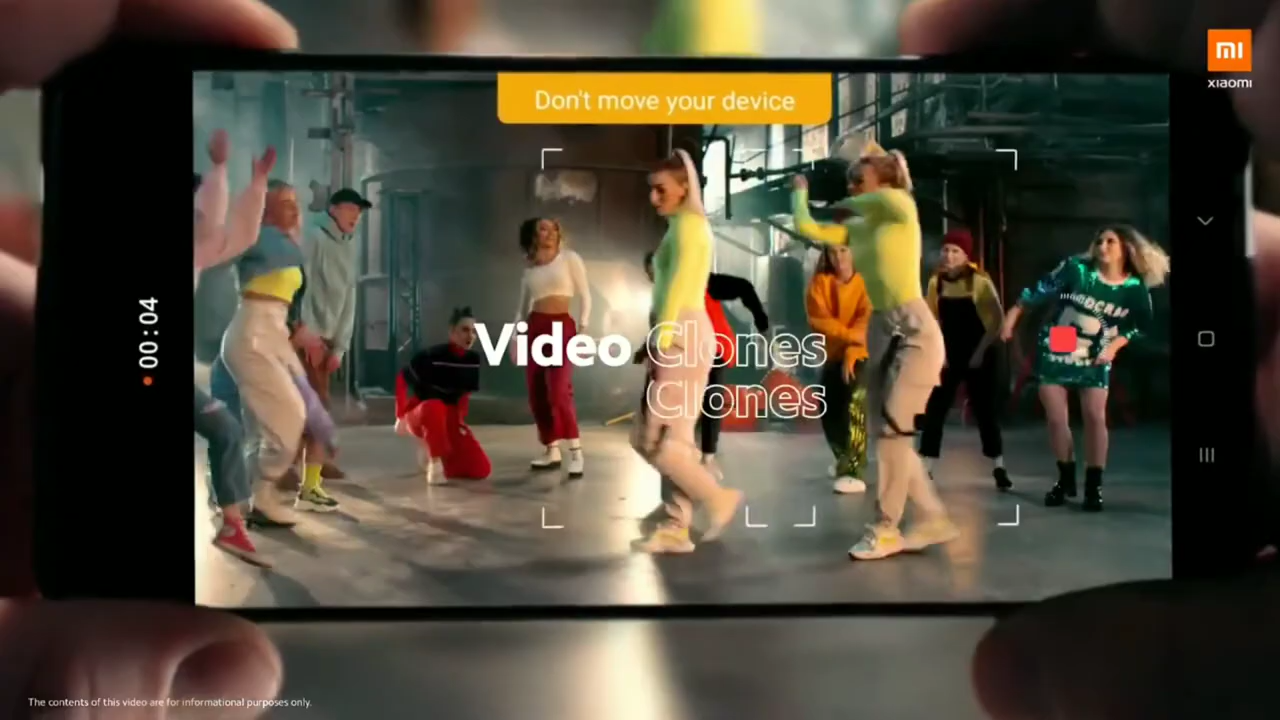 Don't move your device
mi
xiaomi
00:04
Video Clones
Clones
The contents of this video are for informational purposes only.